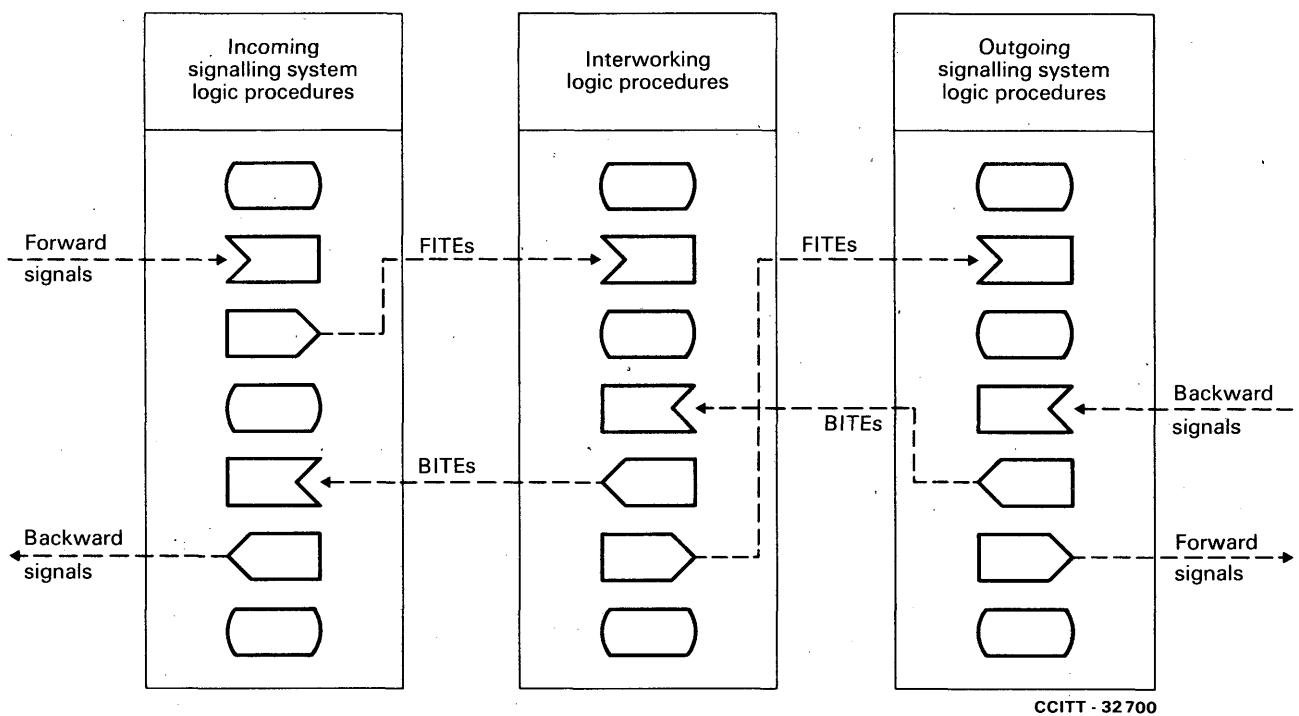 Incoming
signalling system
logic procedures
Interworking
logic procedures
Outgoing
signalling system
logic procedures
Forward
signals
FITEs
FITEs
Backward
signals
BITEs
BITEs
Backward
signals
Forward
signals
CCITT - 32700